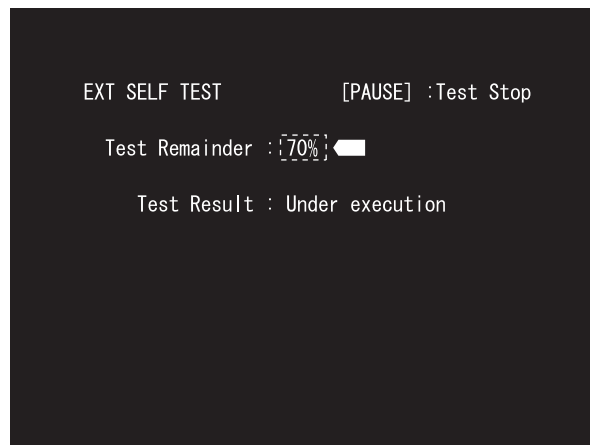 EXT SELF TEST [PAUSE] :Test Stop
Test Remainder : 70%
Test Result : Under execution